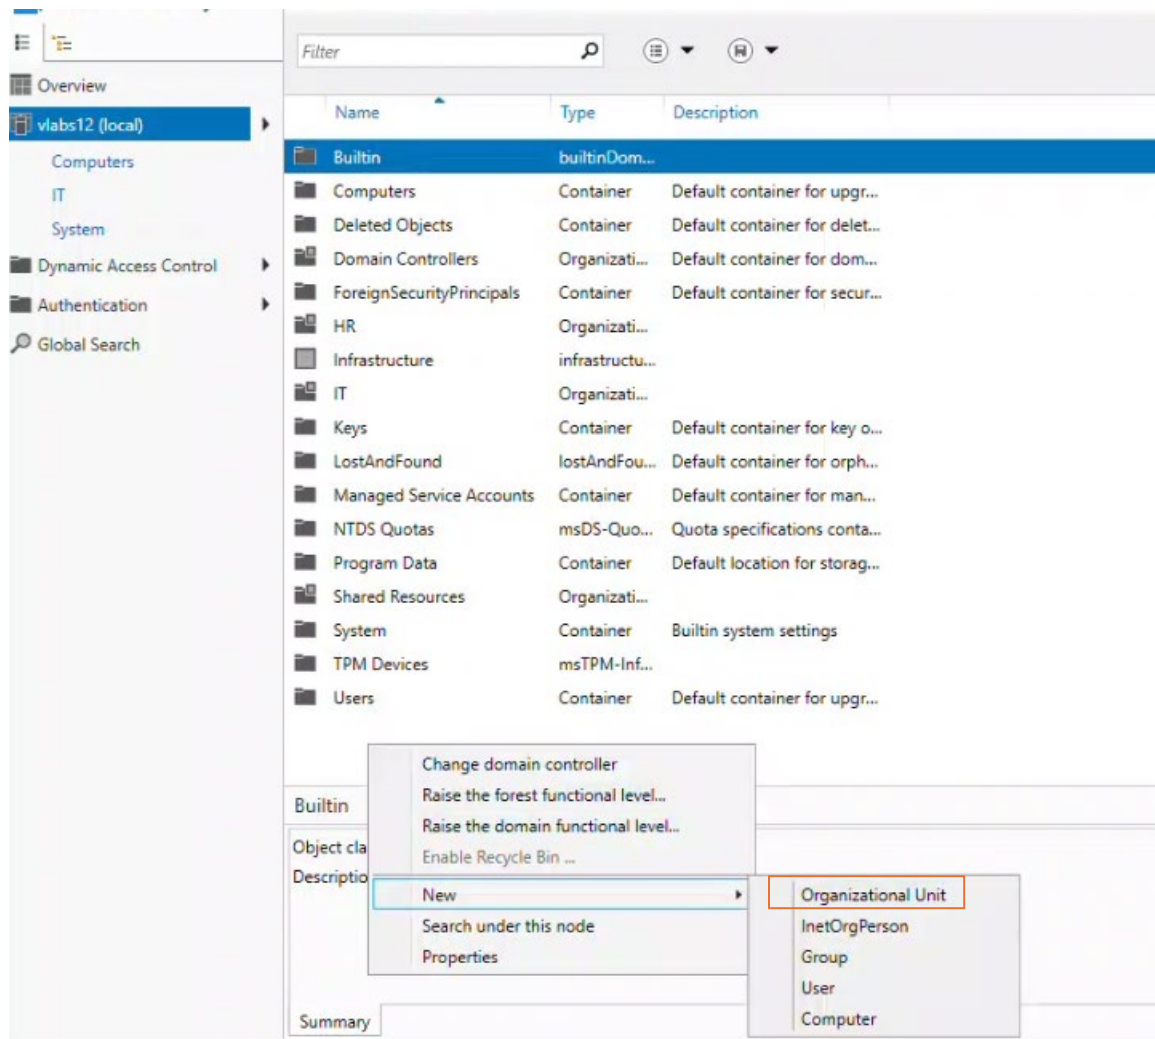 Filter
Overview
vlabs12 (local)
Computers
IT
System
Dynamic Access Control
Authentication
Global Search
Name Type Description
Builtin builtinDom...
Computers Container Default container for upgr...
Deleted Objects Container Default container for delet...
Domain Controllers Organizati... Default container for dom...
ForeignSecurityPrincipals Container Default container for secur...
HR Organizati...
Infrastructure infrastructu...
IT Organizati...
Keys Container Default container for key o...
LostAndFound lostAndFou... Default container for orph...
Managed Service Accounts Container Default container for man...
NTDS Quotas msDS-Quo... Quota specifications conta...
Program Data Container Default location for storag...
Shared Resources Organizati...
System Container Builtin system settings
TPM Devices msTPM-Inf...
Users Container Default container for upgr...
Builtin
Object cla
Descriptio
Summary
Change domain controller
Raise the forest functional level...
Raise the domain functional level...
Enable Recycle Bin ...
New
Search under this node
Properties
Organizational Unit
InetOrgPerson
Group
User
Computer